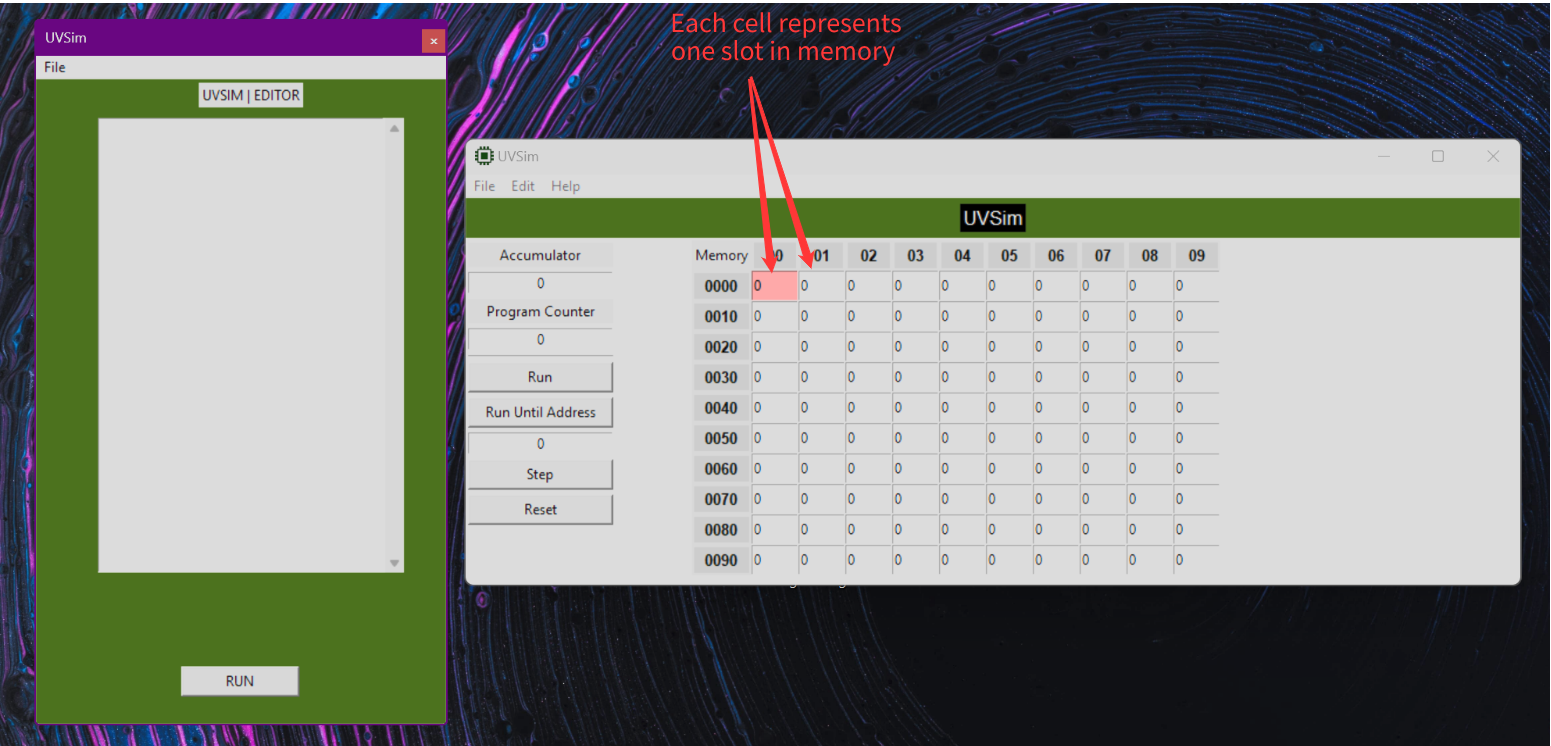 Each cell represents
one slot in memory
UVSim
File
UVSIM | EDITOR
RUN
UVSim
File Edit Help
UVSim
Accumulator
0
Program Counter
0
Run
Run Until Address
0
Step
Reset
Memory 00 01 02 03 04 05 06 07 08 09
0000 0 0 0 0 0 0 0 0 0 0
0010 0 0 0 0 0 0 0 0 0 0
0020 0 0 0 0 0 0 0 0 0 0
0030 0 0 0 0 0 0 0 0 0 0
0040 0 0 0 0 0 0 0 0 0 0
0050 0 0 0 0 0 0 0 0 0 0
0060 0 0 0 0 0 0 0 0 0 0
0070 0 0 0 0 0 0 0 0 0 0
0080 0 0 0 0 0 0 0 0 0 0
0090 0 0 0 0 0 0 0 0 0 0